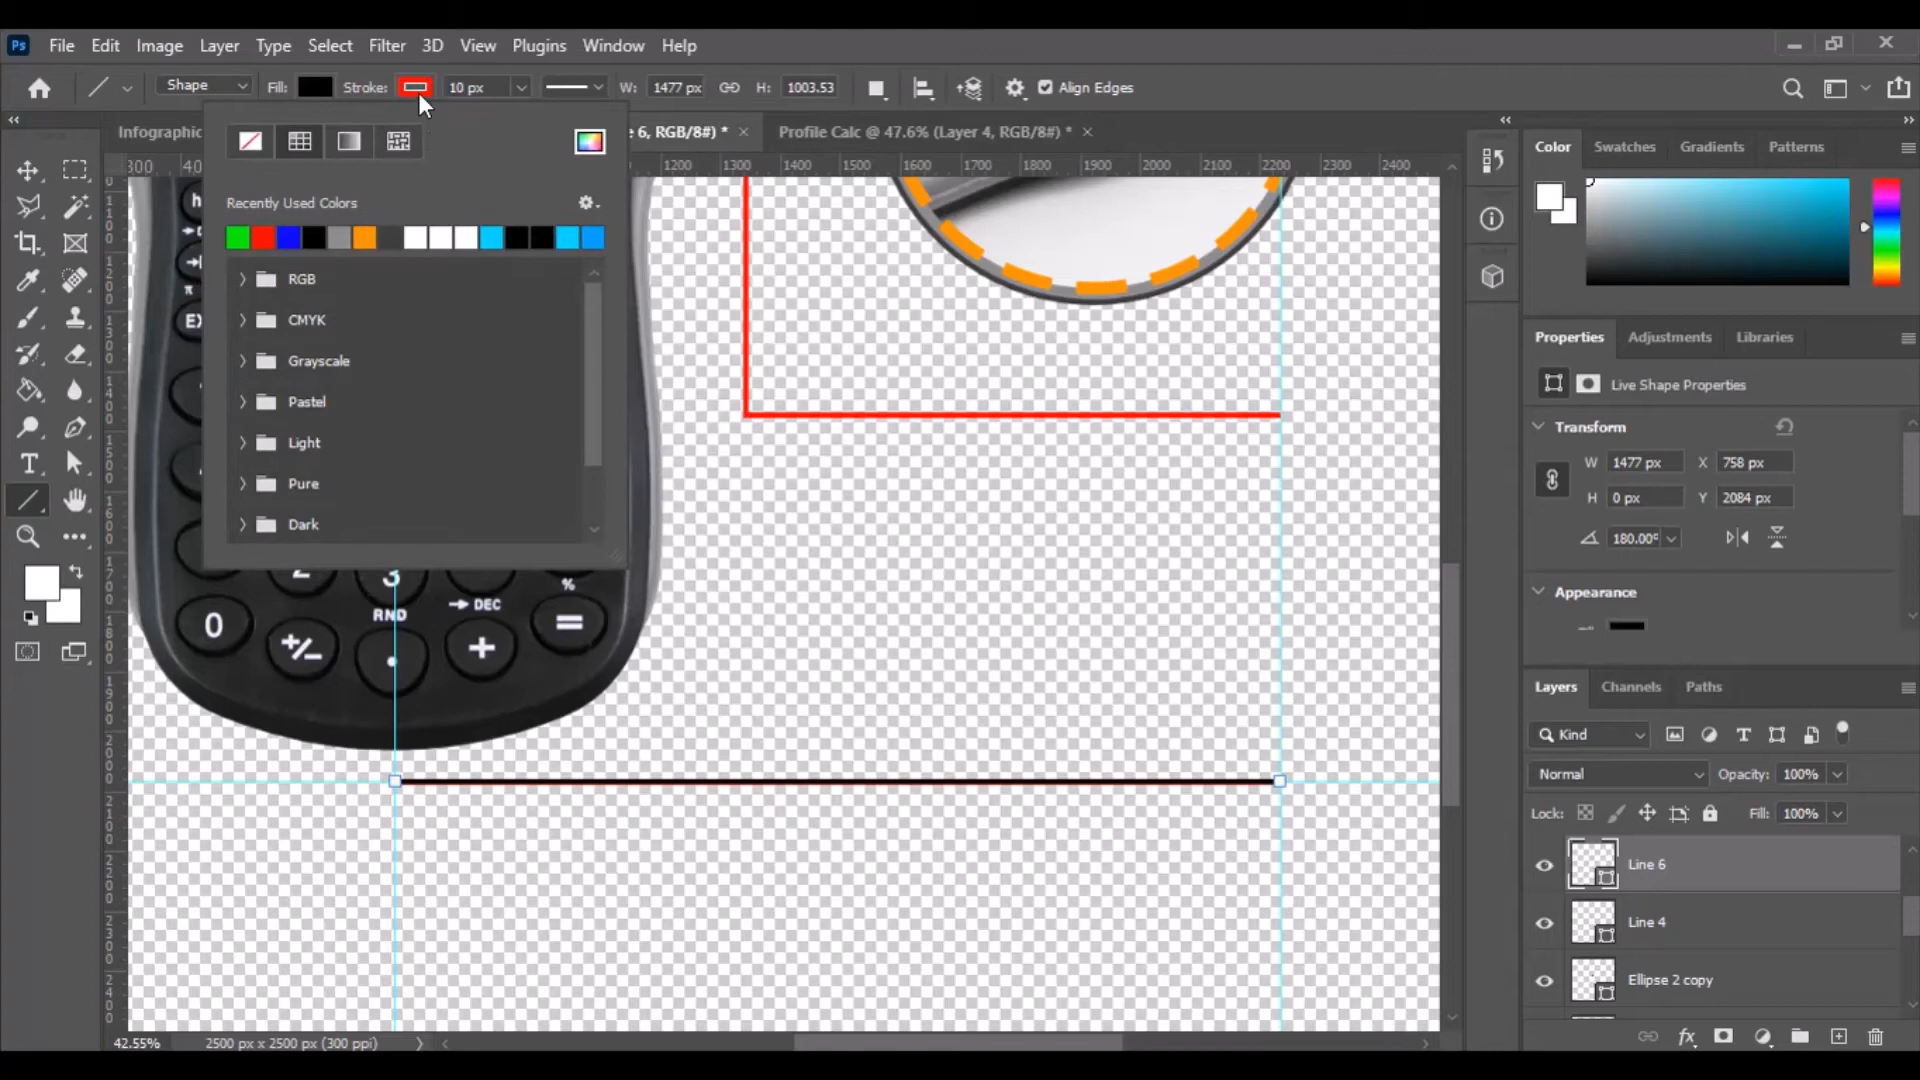 Ps File Edit Image Layer Type Select Filter 3D View Plugins Window Help
Shape Fill: Stroke: 10 px W: 1477 px H: 1003.53 Align Edges
Infographic e 6, RGB/8#) * × Profile Calc @ 47.6% (Layer 4, RGB/8#) * ×
1200 1300 1400 1500 1600 1700 1800 1900 2000 2100 2200 2300 2400
Recently Used Colors
RGB
CMYK
Grayscale
Pastel
Light
Pure
Dark
π
3 %
RND → DEC
0 +/- . + =
Color Swatches Gradients Patterns
Properties Adjustments Libraries
Live Shape Properties
Transform
W 1477 px X 758 px
H 0 px Y 2084 px
180.00°
Appearance
Layers Channels Paths
Kind
Normal Opacity: 100%
Lock: Fill: 100%
Line 6
Line 4
Ellipse 2 copy
42.55% 2500 px x 2500 px (300 ppi)